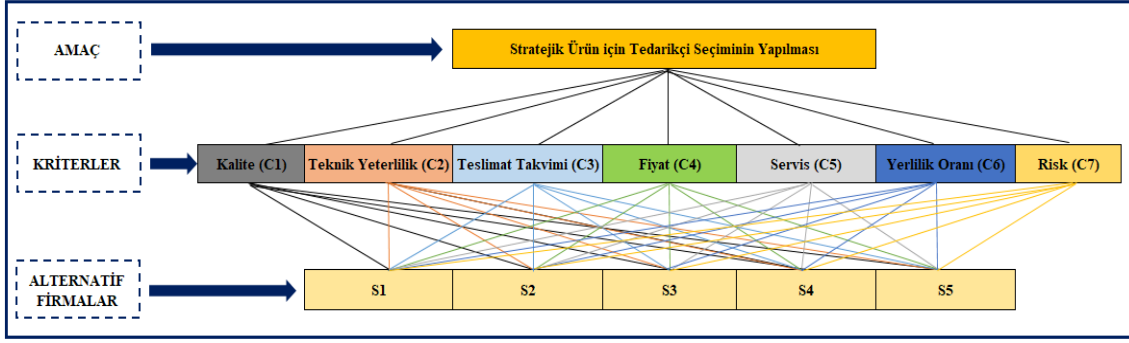 AMAÇ
Stratejik Ürün için Tedarikçi Seçiminin Yapılması
KRİTERLER
Kalite (C1)
Teknik Yeterlilik (C2)
Teslimat Takvimi (C3)
Fiyat (C4)
Servis (C5)
Yerlilik Oranı (C6)
Risk (C7)
ALTERNATİF
FİRMALAR
S1
S2
S3
S4
S5